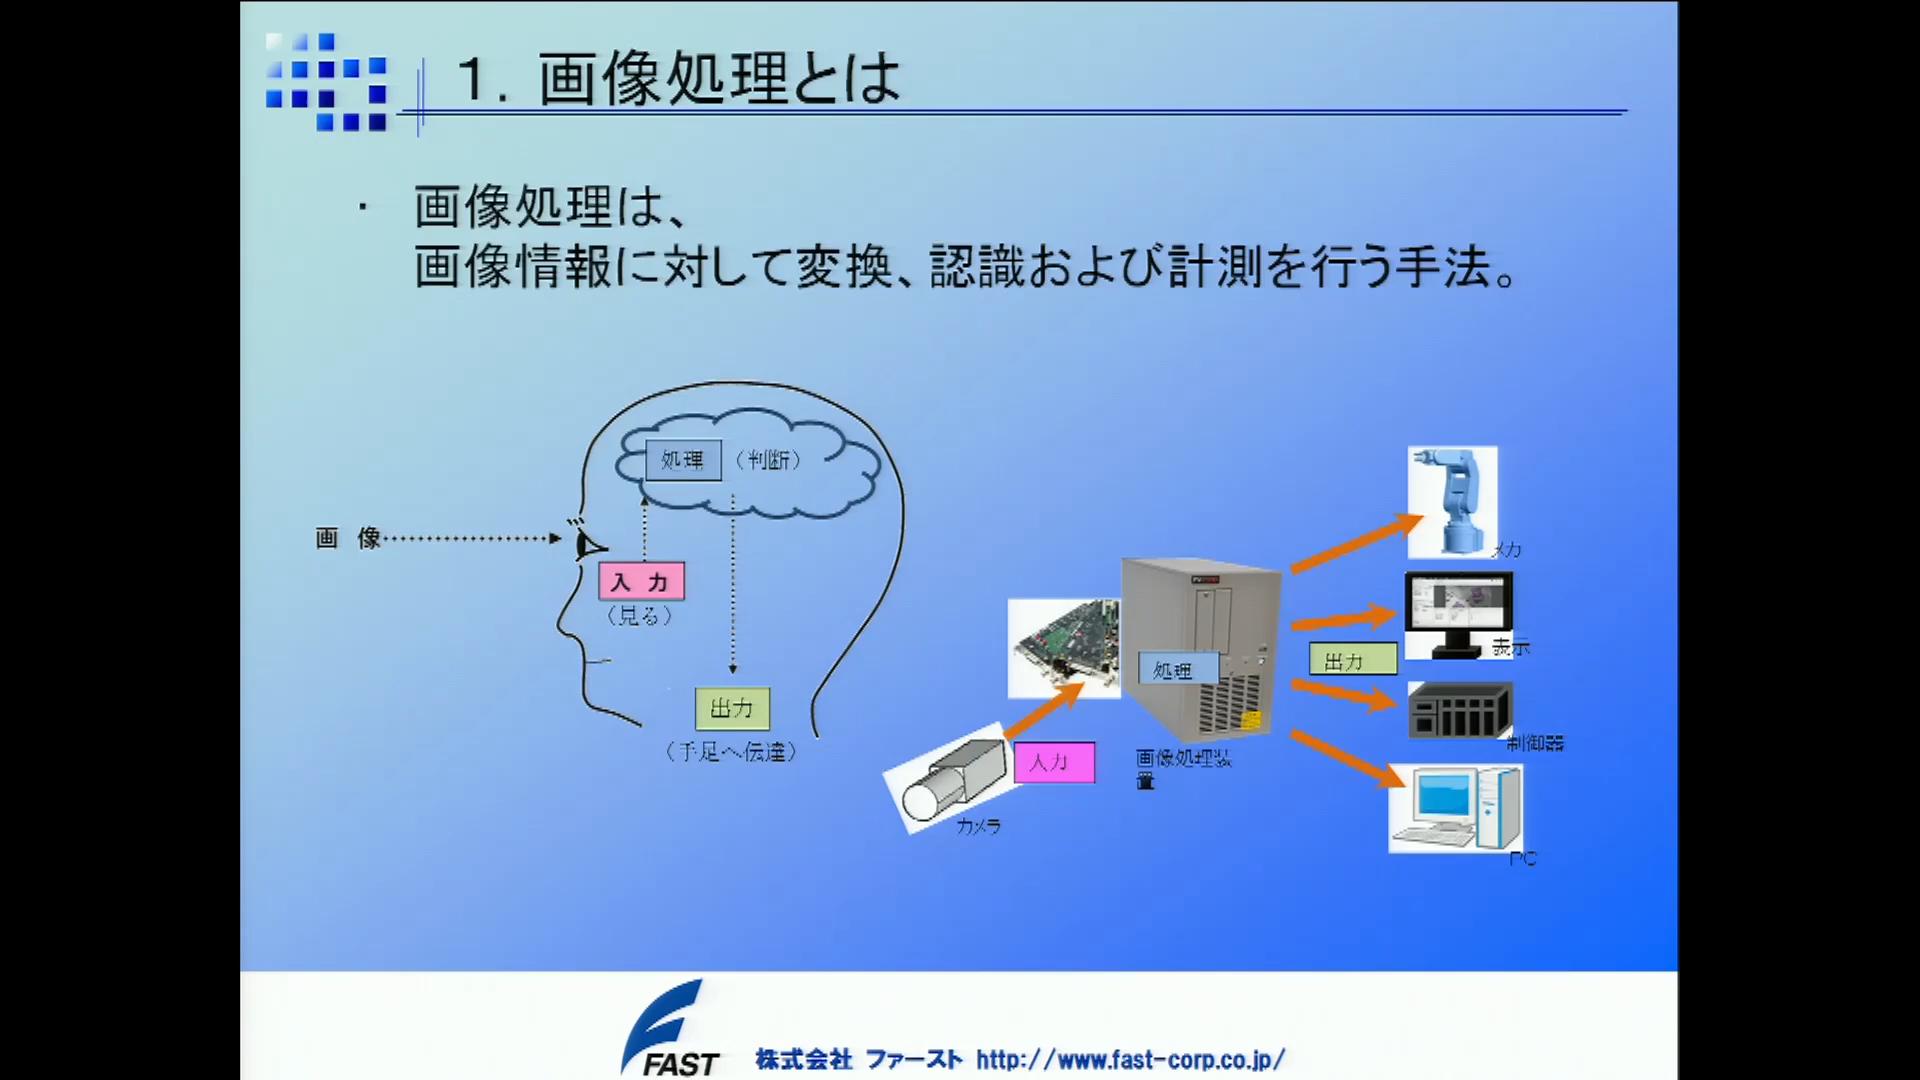 1. 画像処理とは
・ 画像処理は、
画像情報に対して変換、認識および計測を行う手法。
処理 （判断）
画 像
入 力
（見る）
出力
（手足へ伝達）
メカ
表示
出力
処理
制御器
入力
画像処理装
置
カメラ
PC
FAST 株式会社 ファースト http://www.fast-corp.co.jp/